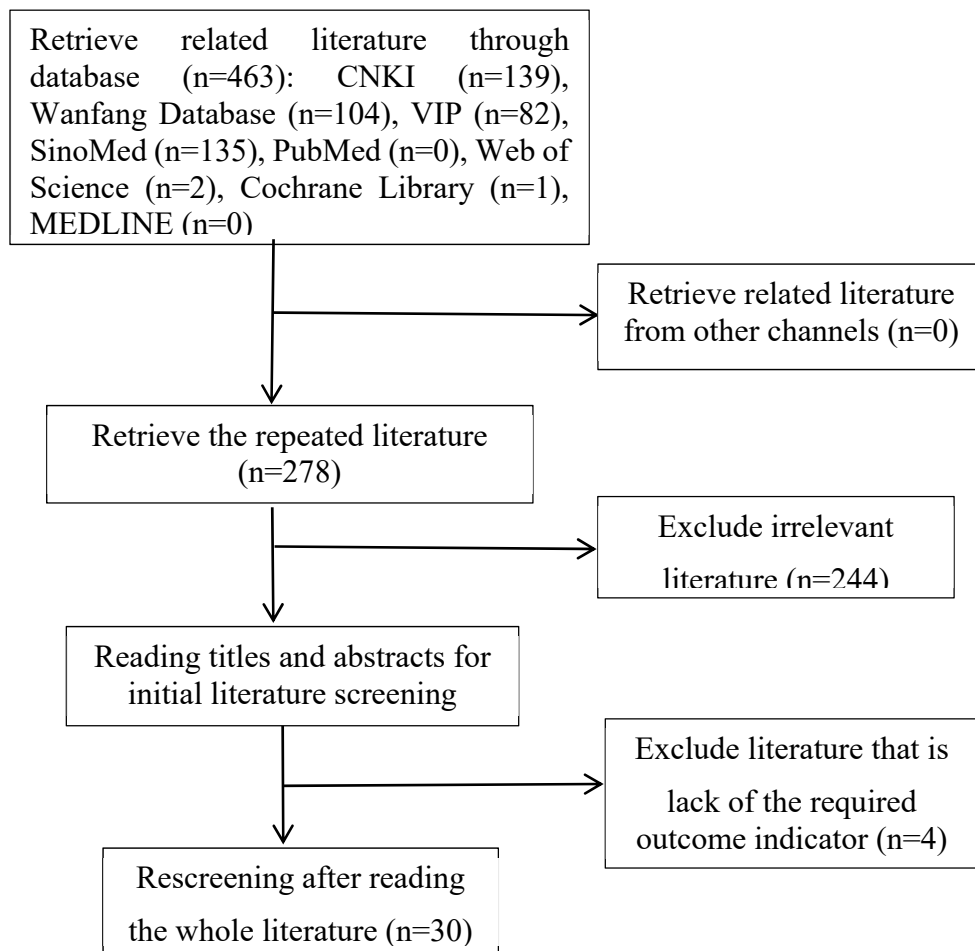 Retrieve related literature through
database (n=463): CNKI (n=139),
Wanfang Database (n=104), VIP (n=82),
SinoMed (n=135), PubMed (n=0), Web of
Science (n=2), Cochrane Library (n=1),
MEDLINE (n=0)
Retrieve related literature
from other channels (n=0)
Retrieve the repeated literature
(n=278)
Exclude irrelevant
literature (n=244)
Reading titles and abstracts for
initial literature screening
Exclude literature that is
lack of the required
outcome indicator (n=4)
Rescreening after reading
the whole literature (n=30)